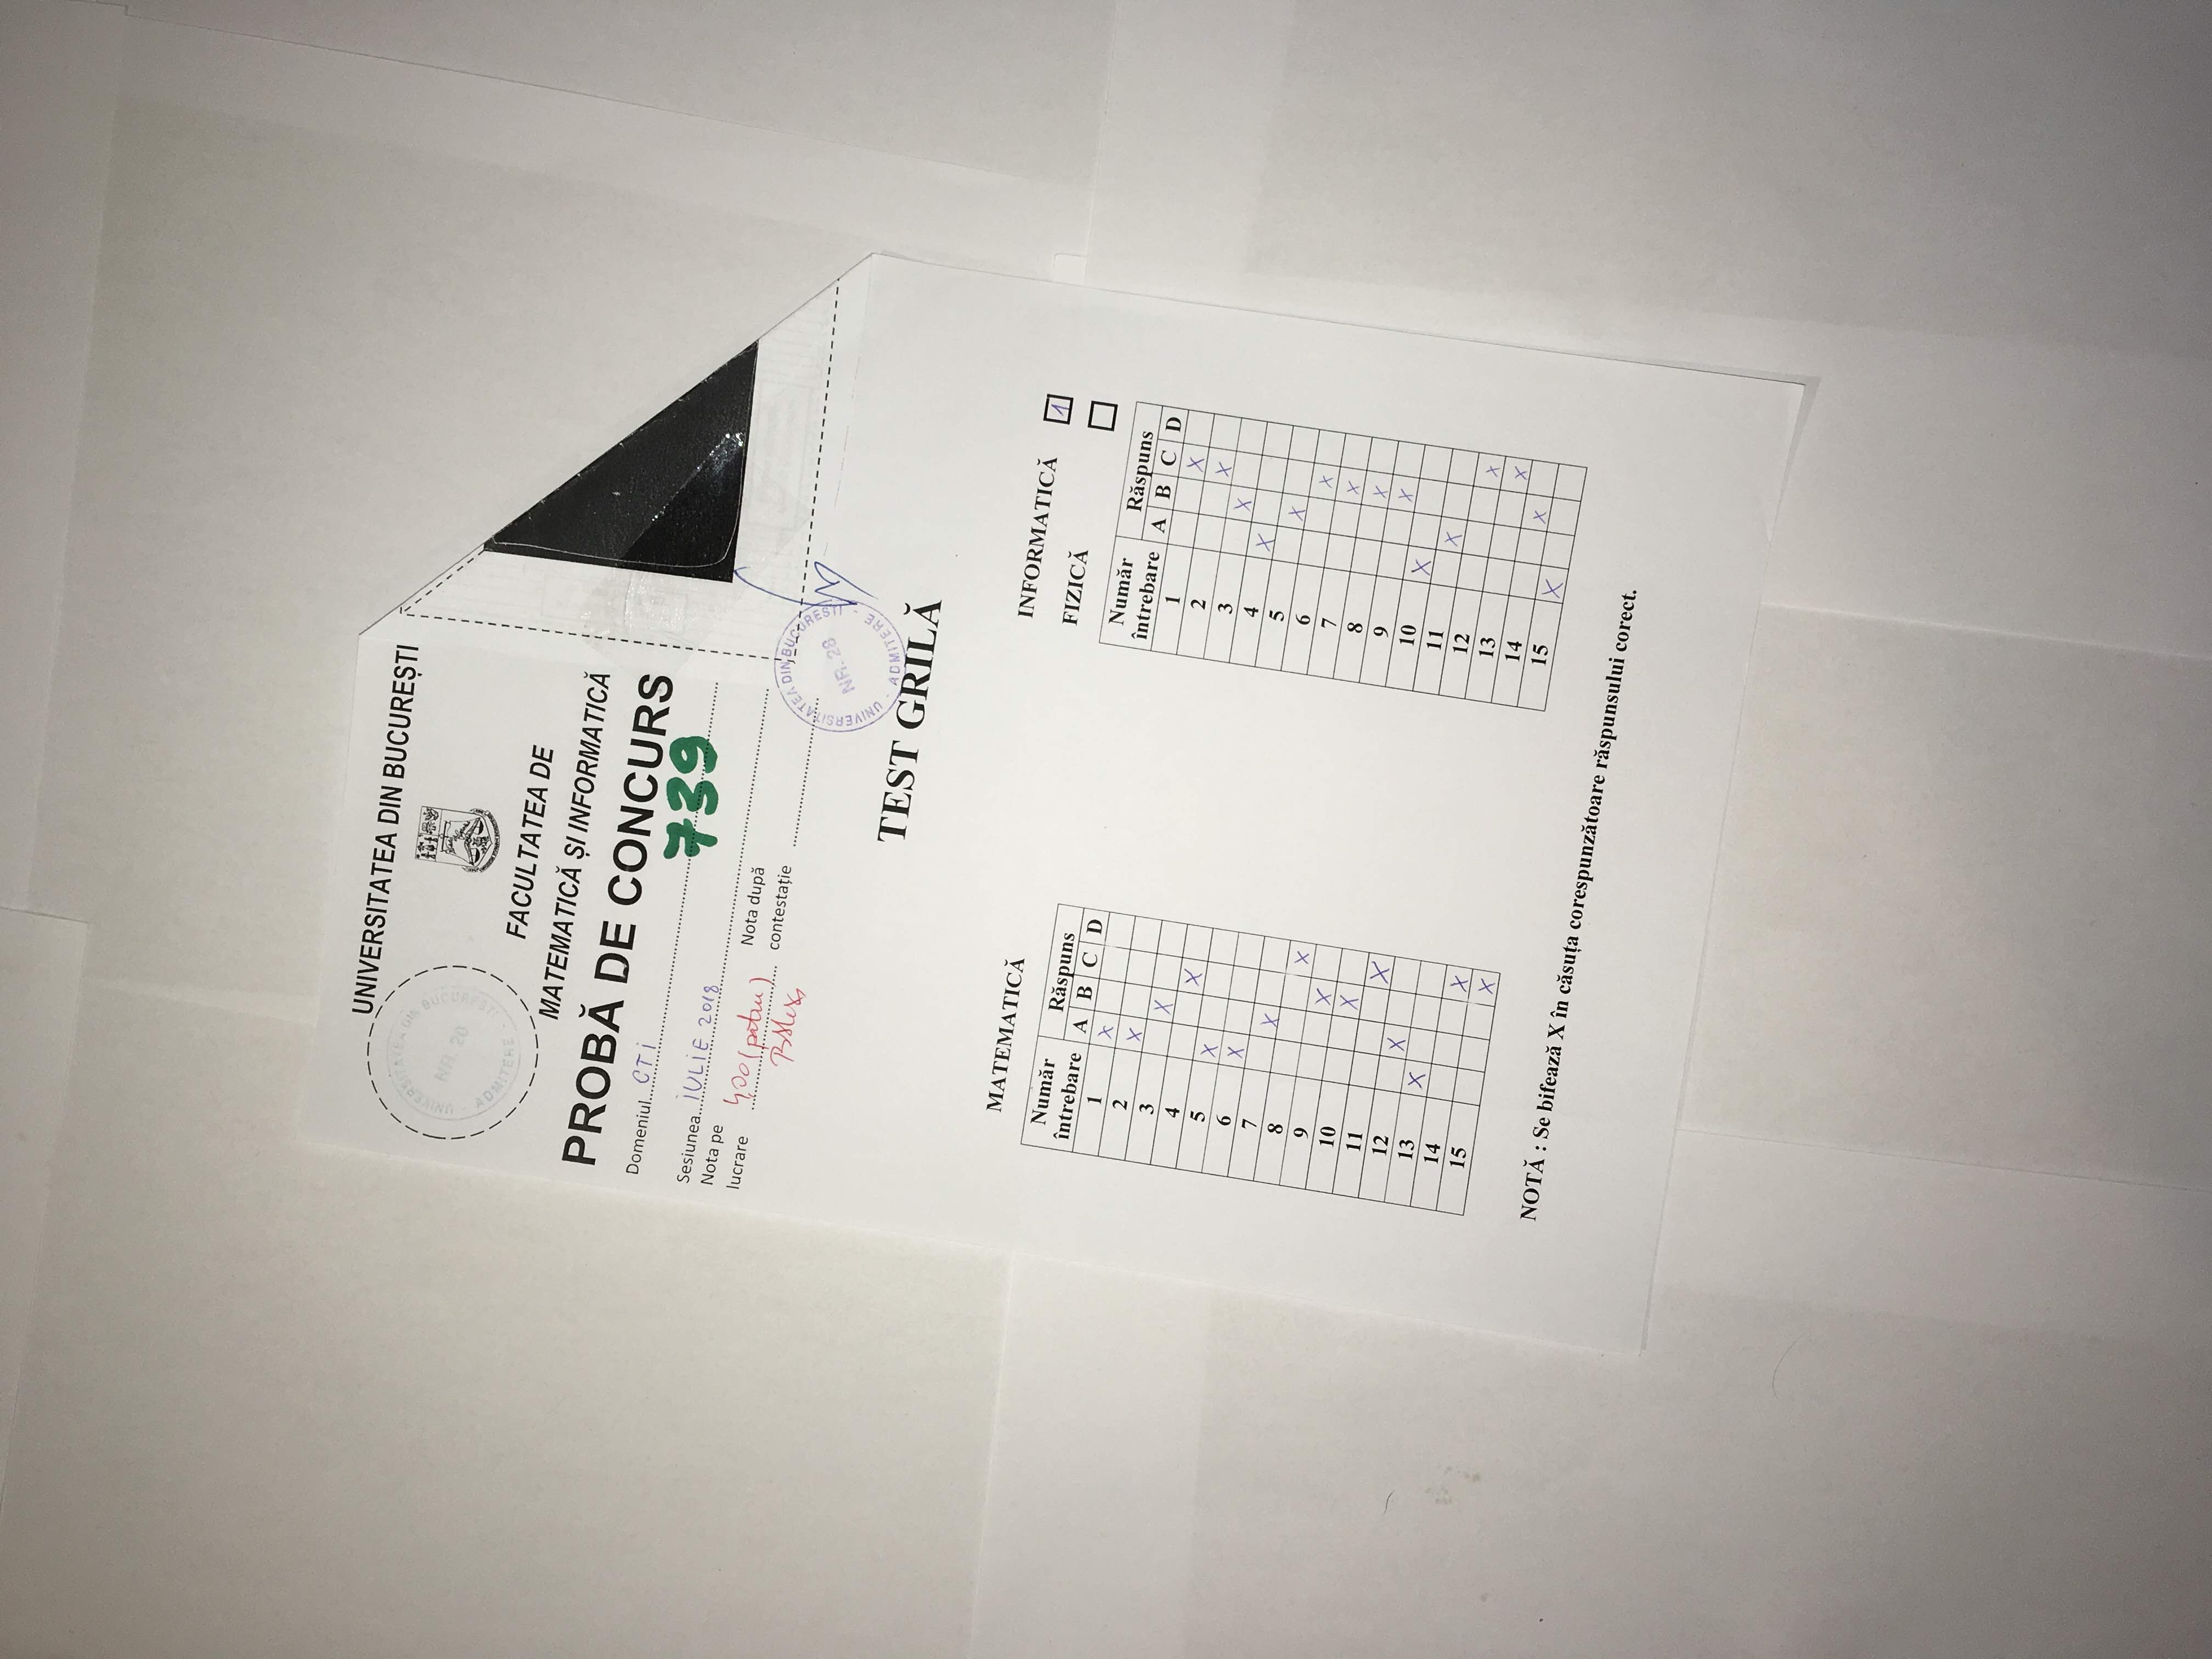 UNIVERSITATEA DIN BUCUREȘTI
UNIVERSITATEA DIN BUCUREȘTI
NR. 20
- ADMITERE -
FACULTATEA DE
MATEMATICĂ ȘI INFORMATICĂ
PROBĂ DE CONCURS
Domeniul... CTI
739
Sesiunea... IULIE 2018
Nota pe
lucrare 4,00 (patru)
Nota după
contestație
UNIVERSITATEA DIN BUCUREȘTI
NR. 28
- ADMITERE -
TEST GRILĂ
MATEMATICĂ
Număr întrebare Răspuns
A B C D
1 X
2 X
3 X
4 X
5 X
6 X
7 X
8 X
9 X
10 X
11 X
12 X
13 X
14 X
15 X
INFORMATICĂ 1
FIZICĂ
Număr întrebare Răspuns
A B C D
1 X
2 X
3 X
4 X
5 X
6 X
7 X
8 X
9 X
10 X
11 X
12 X
13 X
14 X
15 X
NOTĂ : Se bifează X în căsuța corespunzătoare răspunsului corect.